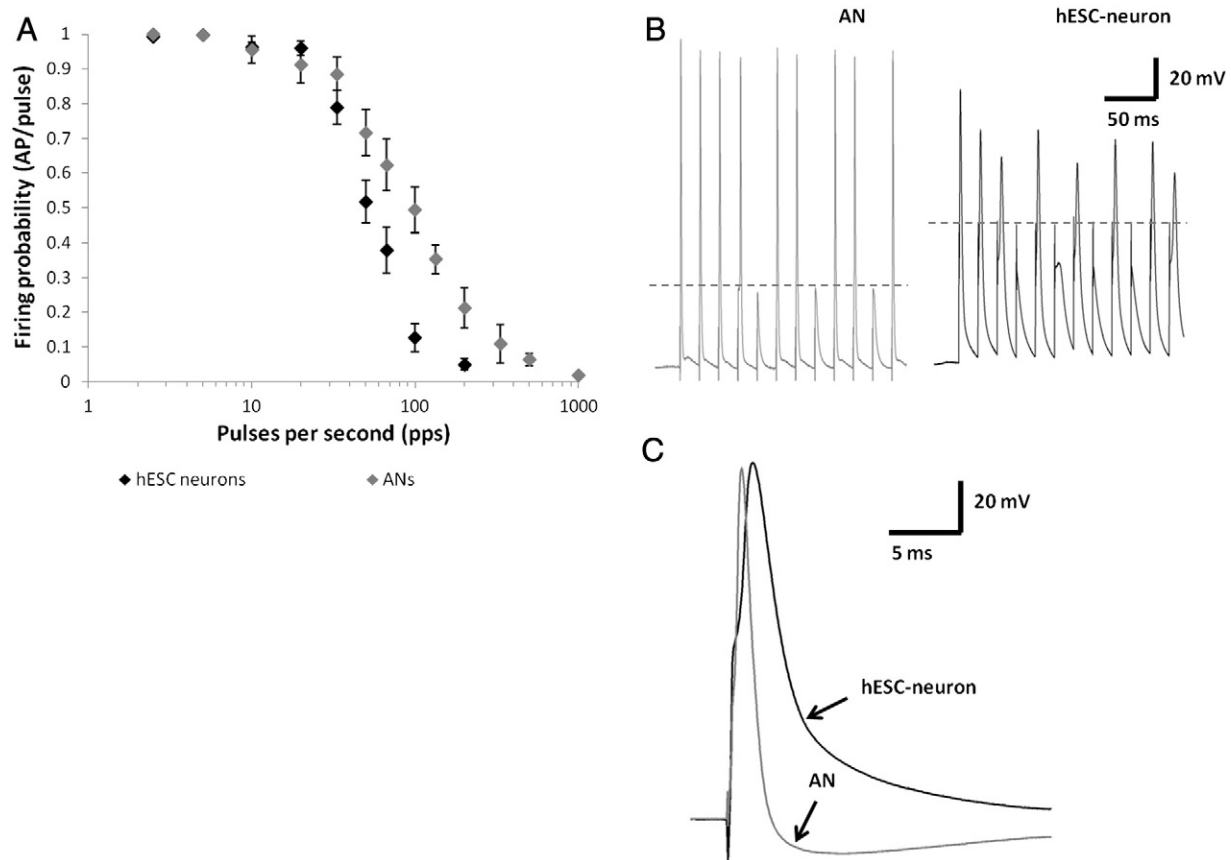 A
Firing probability (AP/pulse)
1
0.9
0.8
0.7
0.6
0.5
0.4
0.3
0.2
0.1
0
1
10
100
1000
Pulses per second (pps)
hESC neurons
ANs
B
AN
hESC-neuron
20 mV
50 ms
C
20 mV
5 ms
hESC-neuron
AN